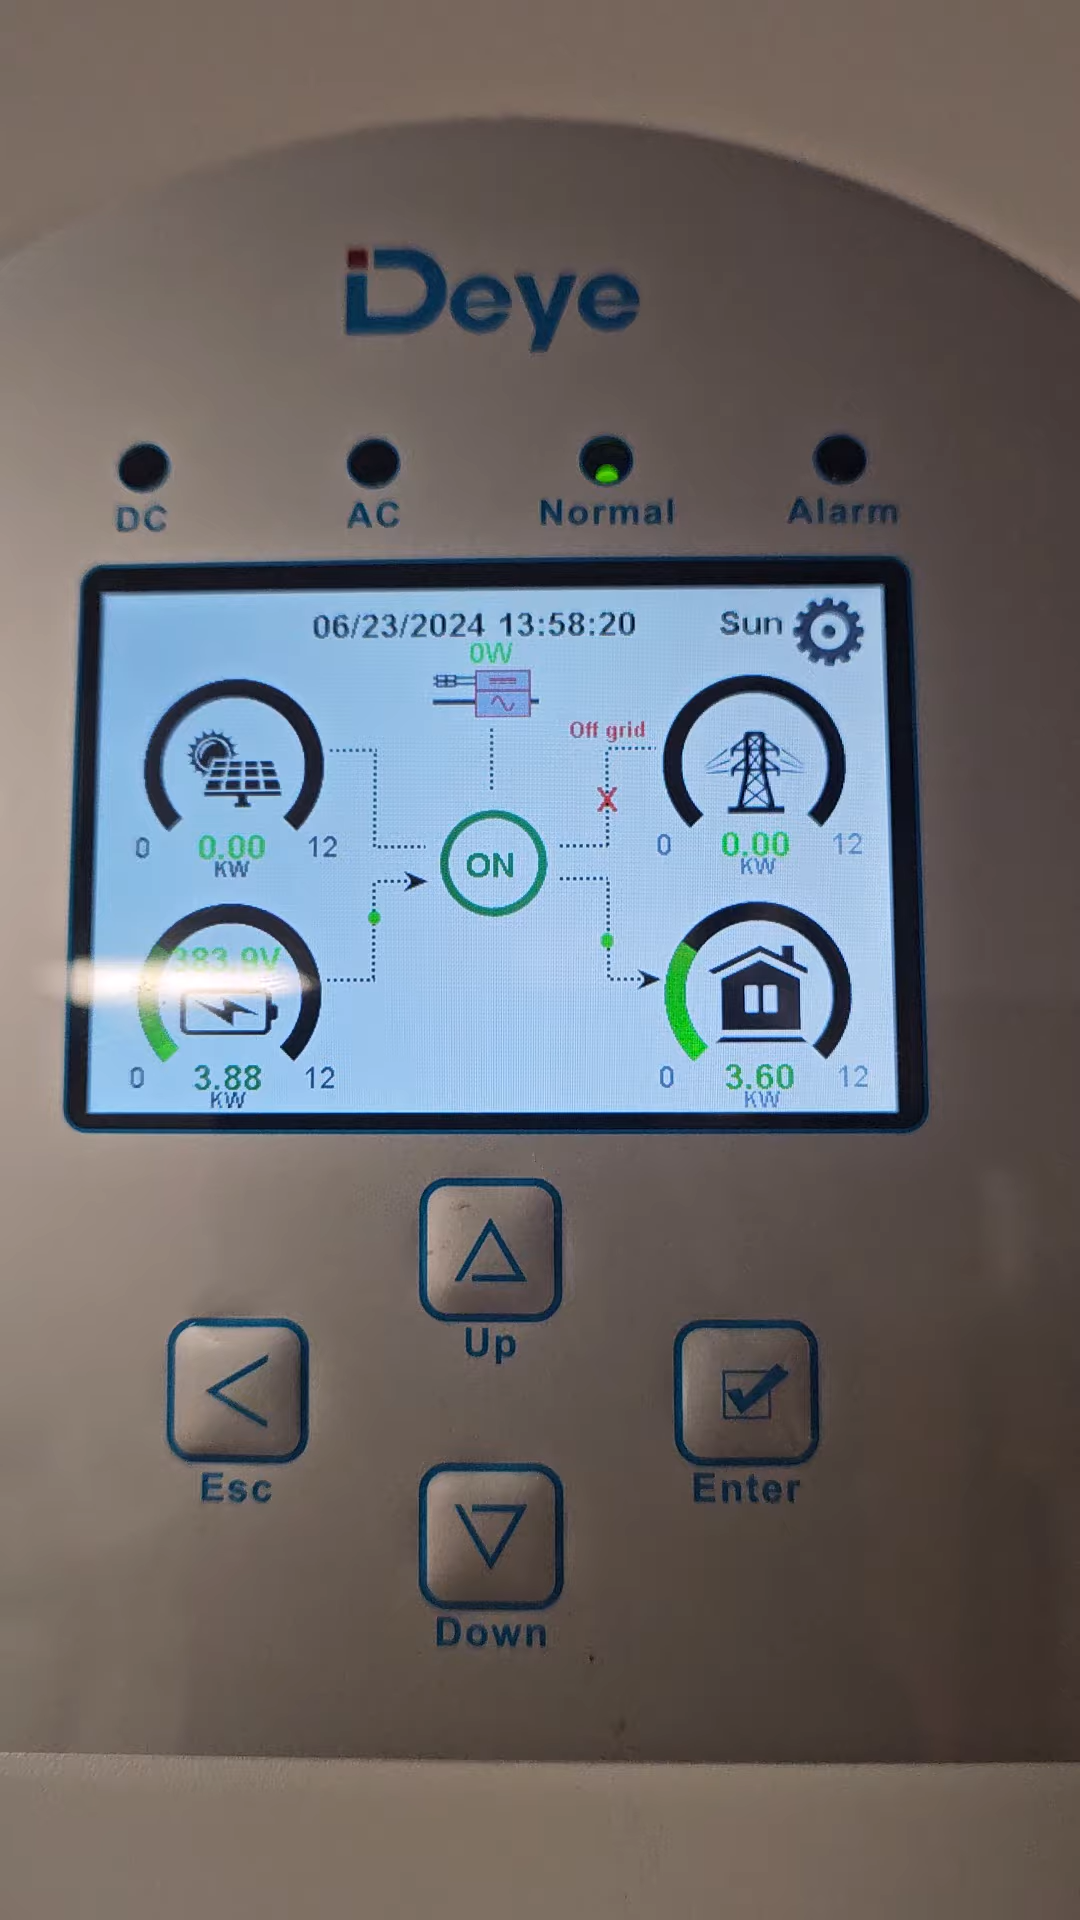 Deye
DC AC Normal Alarm
06/23/2024 13:58:20 Sun
0W
Off grid
0 0.00 12
KW
0 0.00 12
KW
ON
383.9V
0 3.88 12
KW
0 3.60 12
KW
Up
Esc
Enter
Down